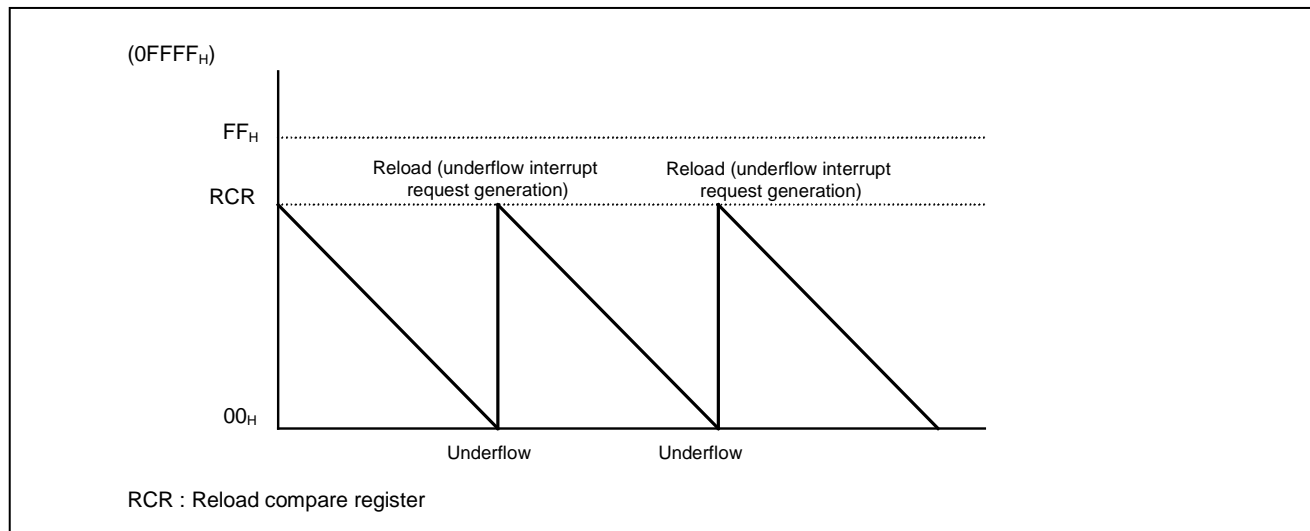 (0FFFFH)
FFH
Reload (underflow interrupt
request generation)
Reload (underflow interrupt
request generation)
RCR
00H
Underflow
Underflow
RCR : Reload compare register